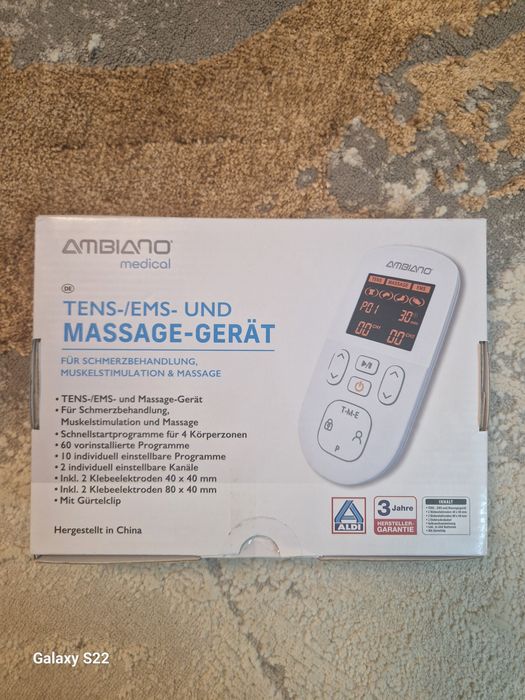 AMBIANO
medical
DE
TENS-/EMS- UND
MASSAGE-GERÄT
FÜR SCHMERZBEHANDLUNG,
MUSKELSTIMULATION & MASSAGE
• TENS-/EMS- und Massage-Gerät
• Für Schmerzbehandlung,
Muskelstimulation und Massage
• Schnellstartprogramme für 4 Körperzonen
• 60 vorinstallierte Programme
• 10 individuell einstellbare Programme
• 2 individuell einstellbare Kanäle
• Inkl. 2 Klebeelektroden 40 x 40 mm
• Inkl. 2 Klebeelektroden 80 x 40 mm
• Mit Gürtelclip
Hergestellt in China
AMBIANO
TENS MASSAGE EMS
P01 30 min
00 CH1 00 CH2
T-M-E
P
ALDI
3 Jahre
HERSTELLER-
GARANTIE
INHALT
Galaxy S22